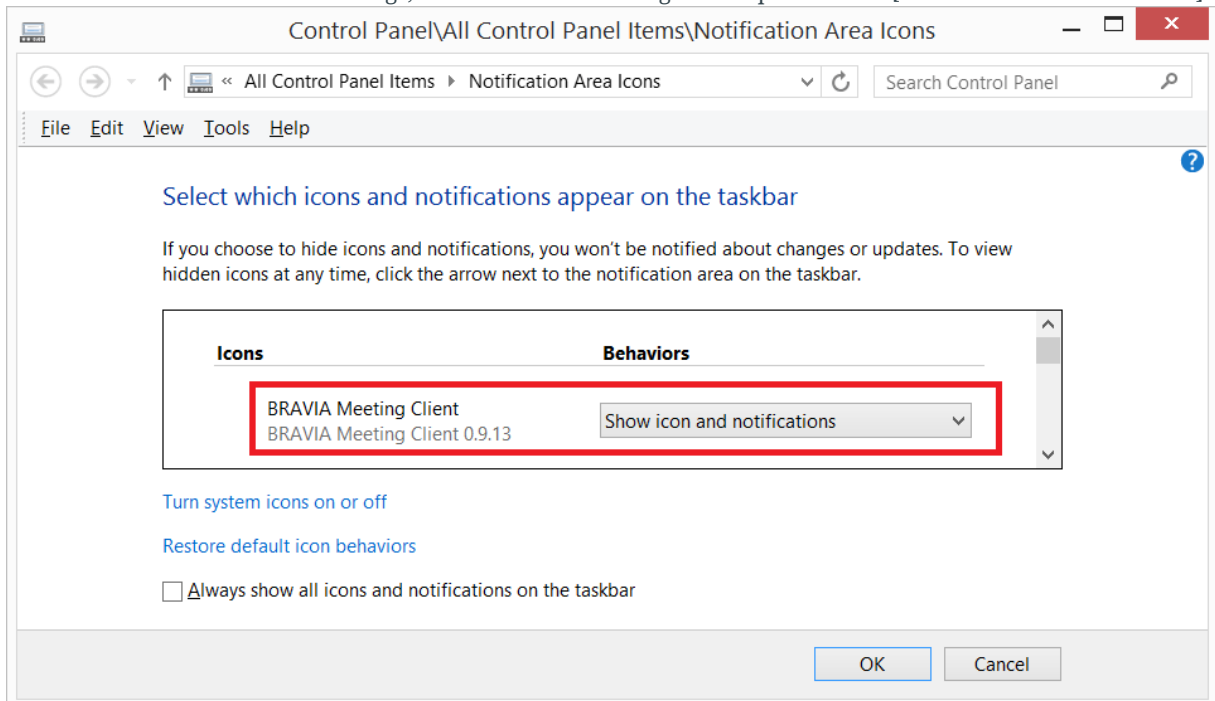 Control Panel\All Control Panel Items\Notification Area Icons
« All Control Panel Items Notification Area Icons
Search Control Panel
File Edit View Tools Help
Select which icons and notifications appear on the taskbar
If you choose to hide icons and notifications, you won't be notified about changes or updates. To view
hidden icons at any time, click the arrow next to the notification area on the taskbar.
Icons Behaviors
BRAVIA Meeting Client
BRAVIA Meeting Client 0.9.13
Show icon and notifications
Turn system icons on or off
Restore default icon behaviors
Always show all icons and notifications on the taskbar
OK Cancel